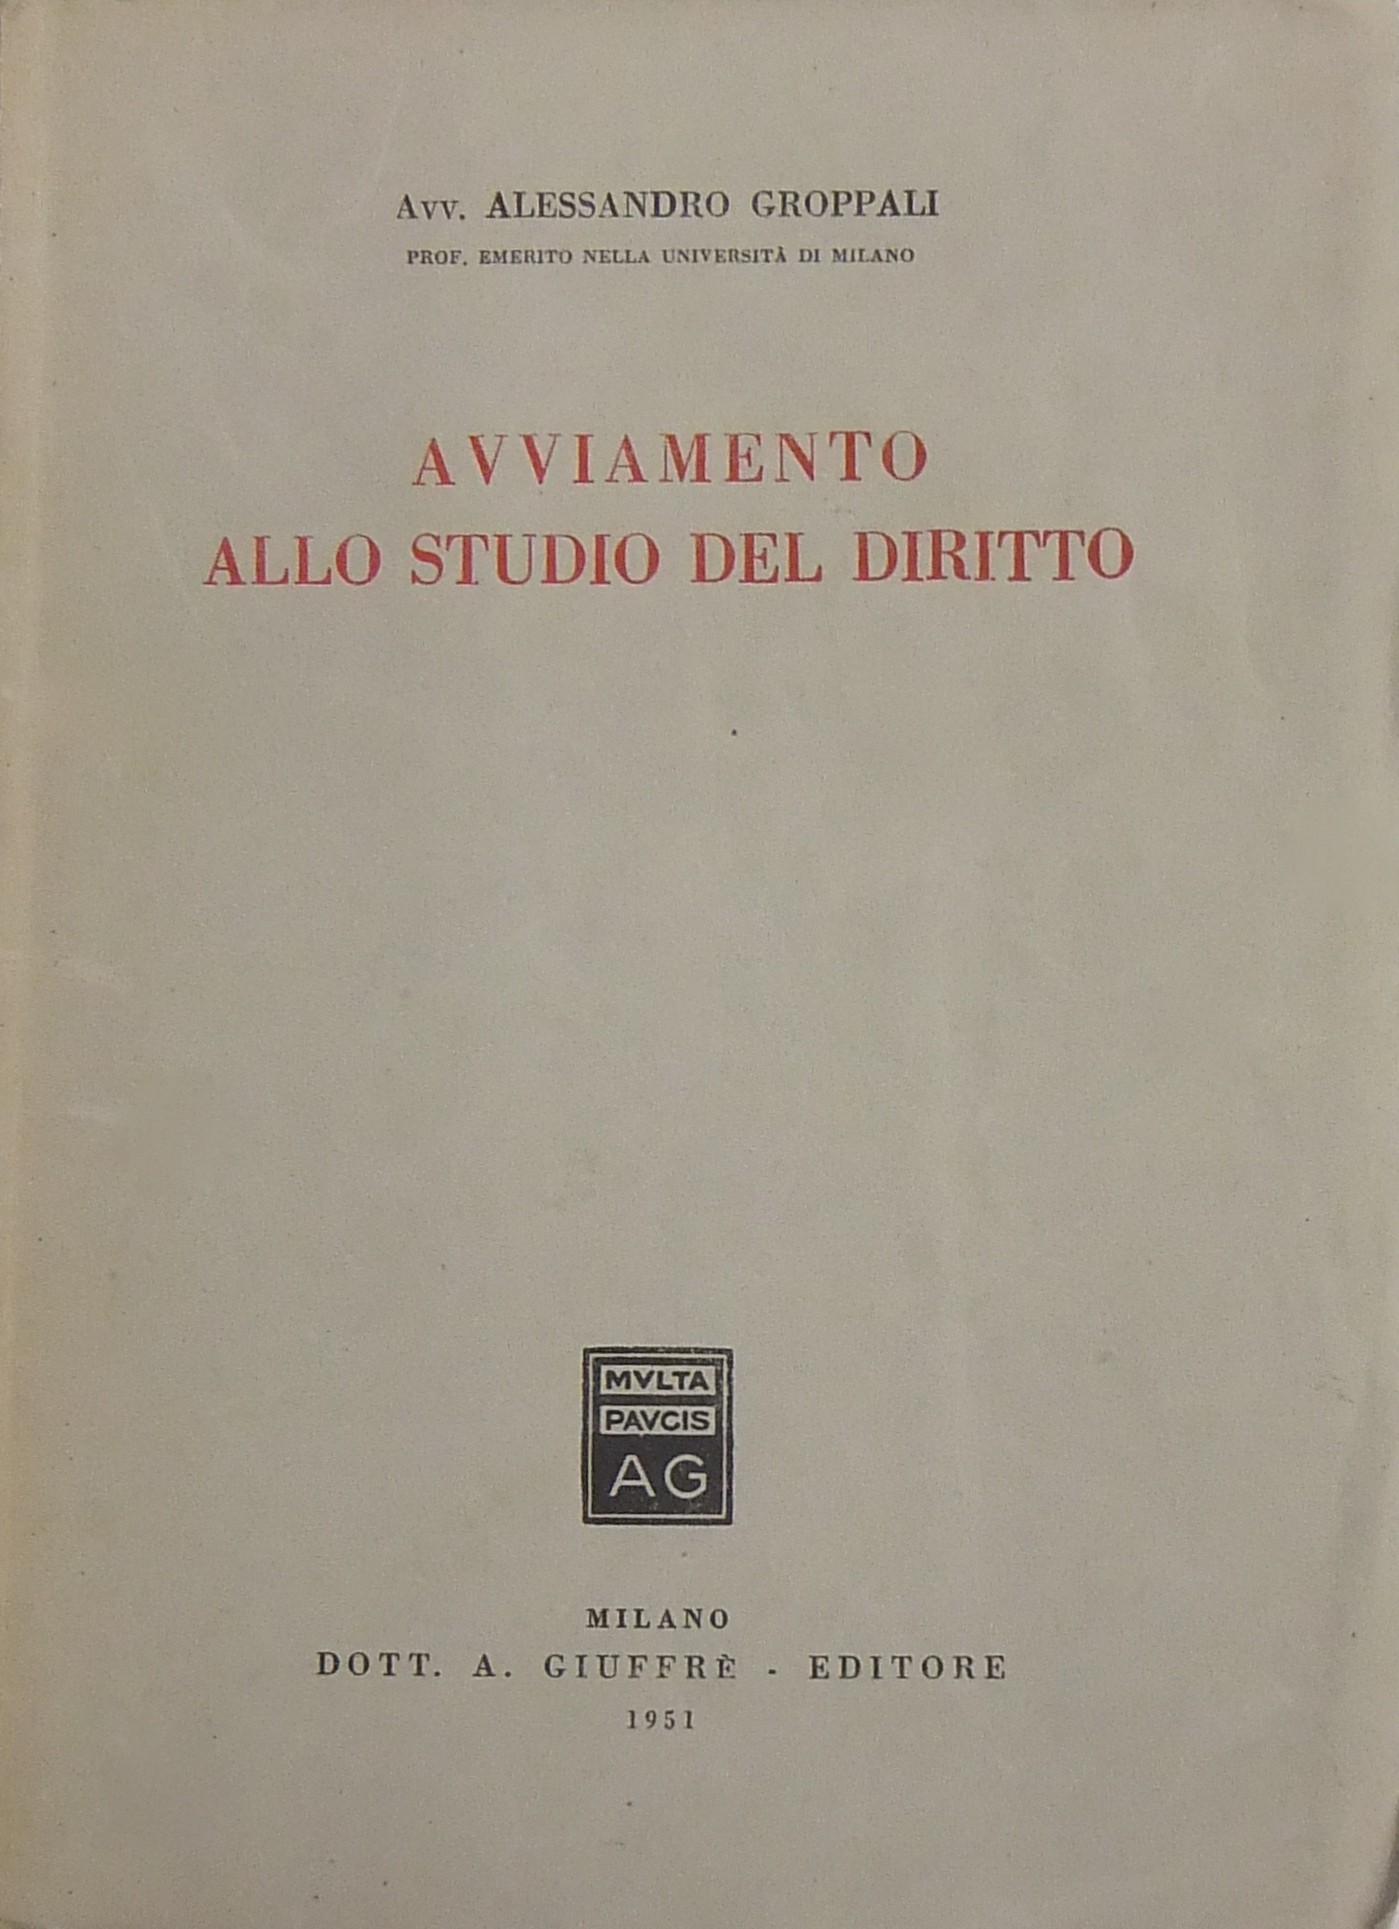 Avv. ALESSANDRO GROPPALI
PROF. EMERITO NELLA UNIVERSITÀ DI MILANO
AVVIAMENTO
ALLO STUDIO DEL DIRITTO
MVLTA
PAVCIS
AG
MILANO
DOTT. A. GIUFFRÈ - EDITORE
1951